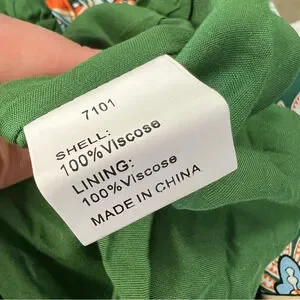 7101
SHELL:
100%Viscose
LINING:
100%Viscose
MADE IN CHINA